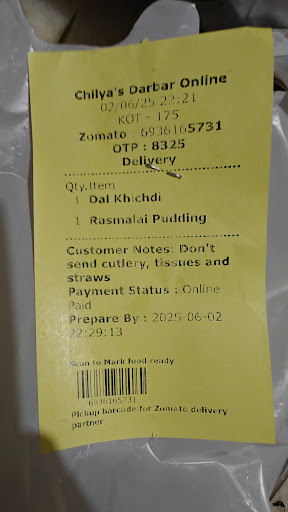 Chilya's Darbar Online
02/06/25 22:21
KOT - 175
Zomato : 6936165731
OTP : 8325
Delivery
Qty.Item
1 Dal Khichdi
1 Rasmalai Pudding
Customer Notes: Don't
send cutlery, tissues and
straws
Payment Status : Online
Paid
Prepare By : 2025-06-02
22:29:13
Scan to Mark food ready
6936165731
Pickup barcode for Zomato delivery
partner